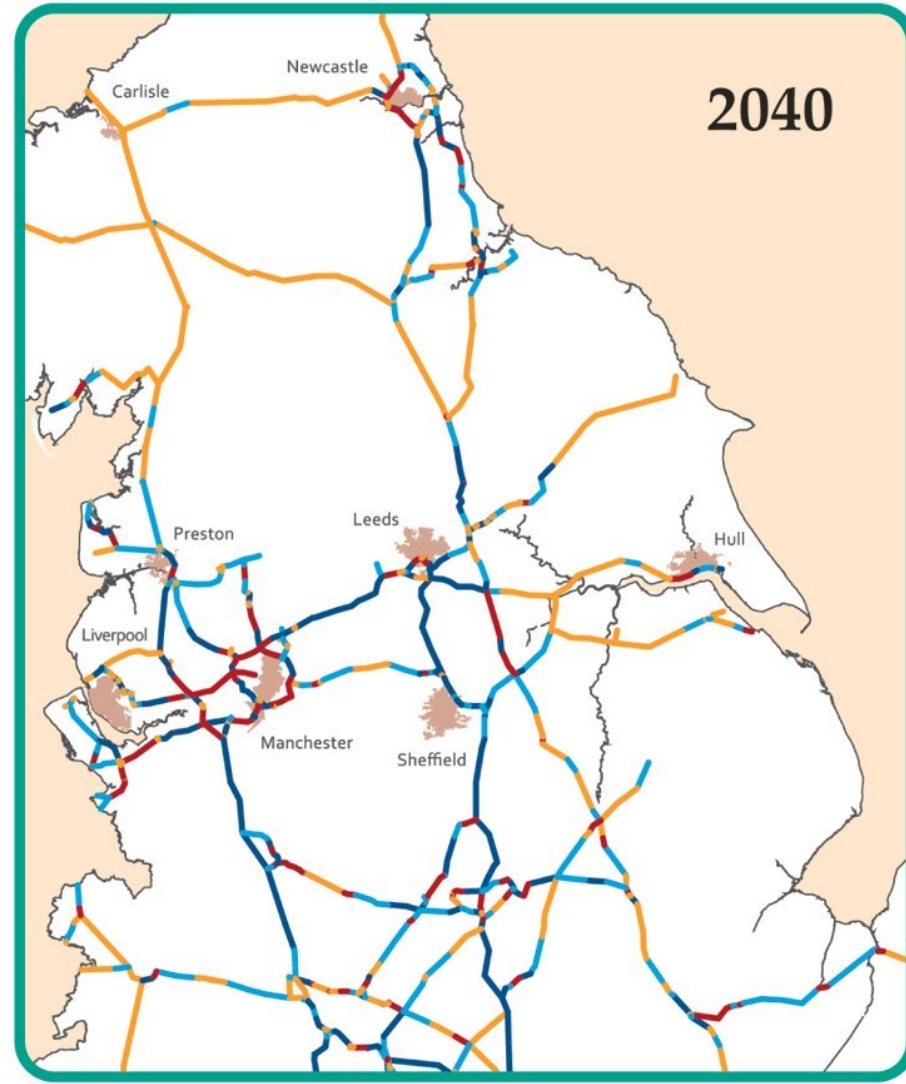 Newcastle
Carlisle
2040
Leeds
Preston
Hull
Liverpool
Manchester
Sheffield